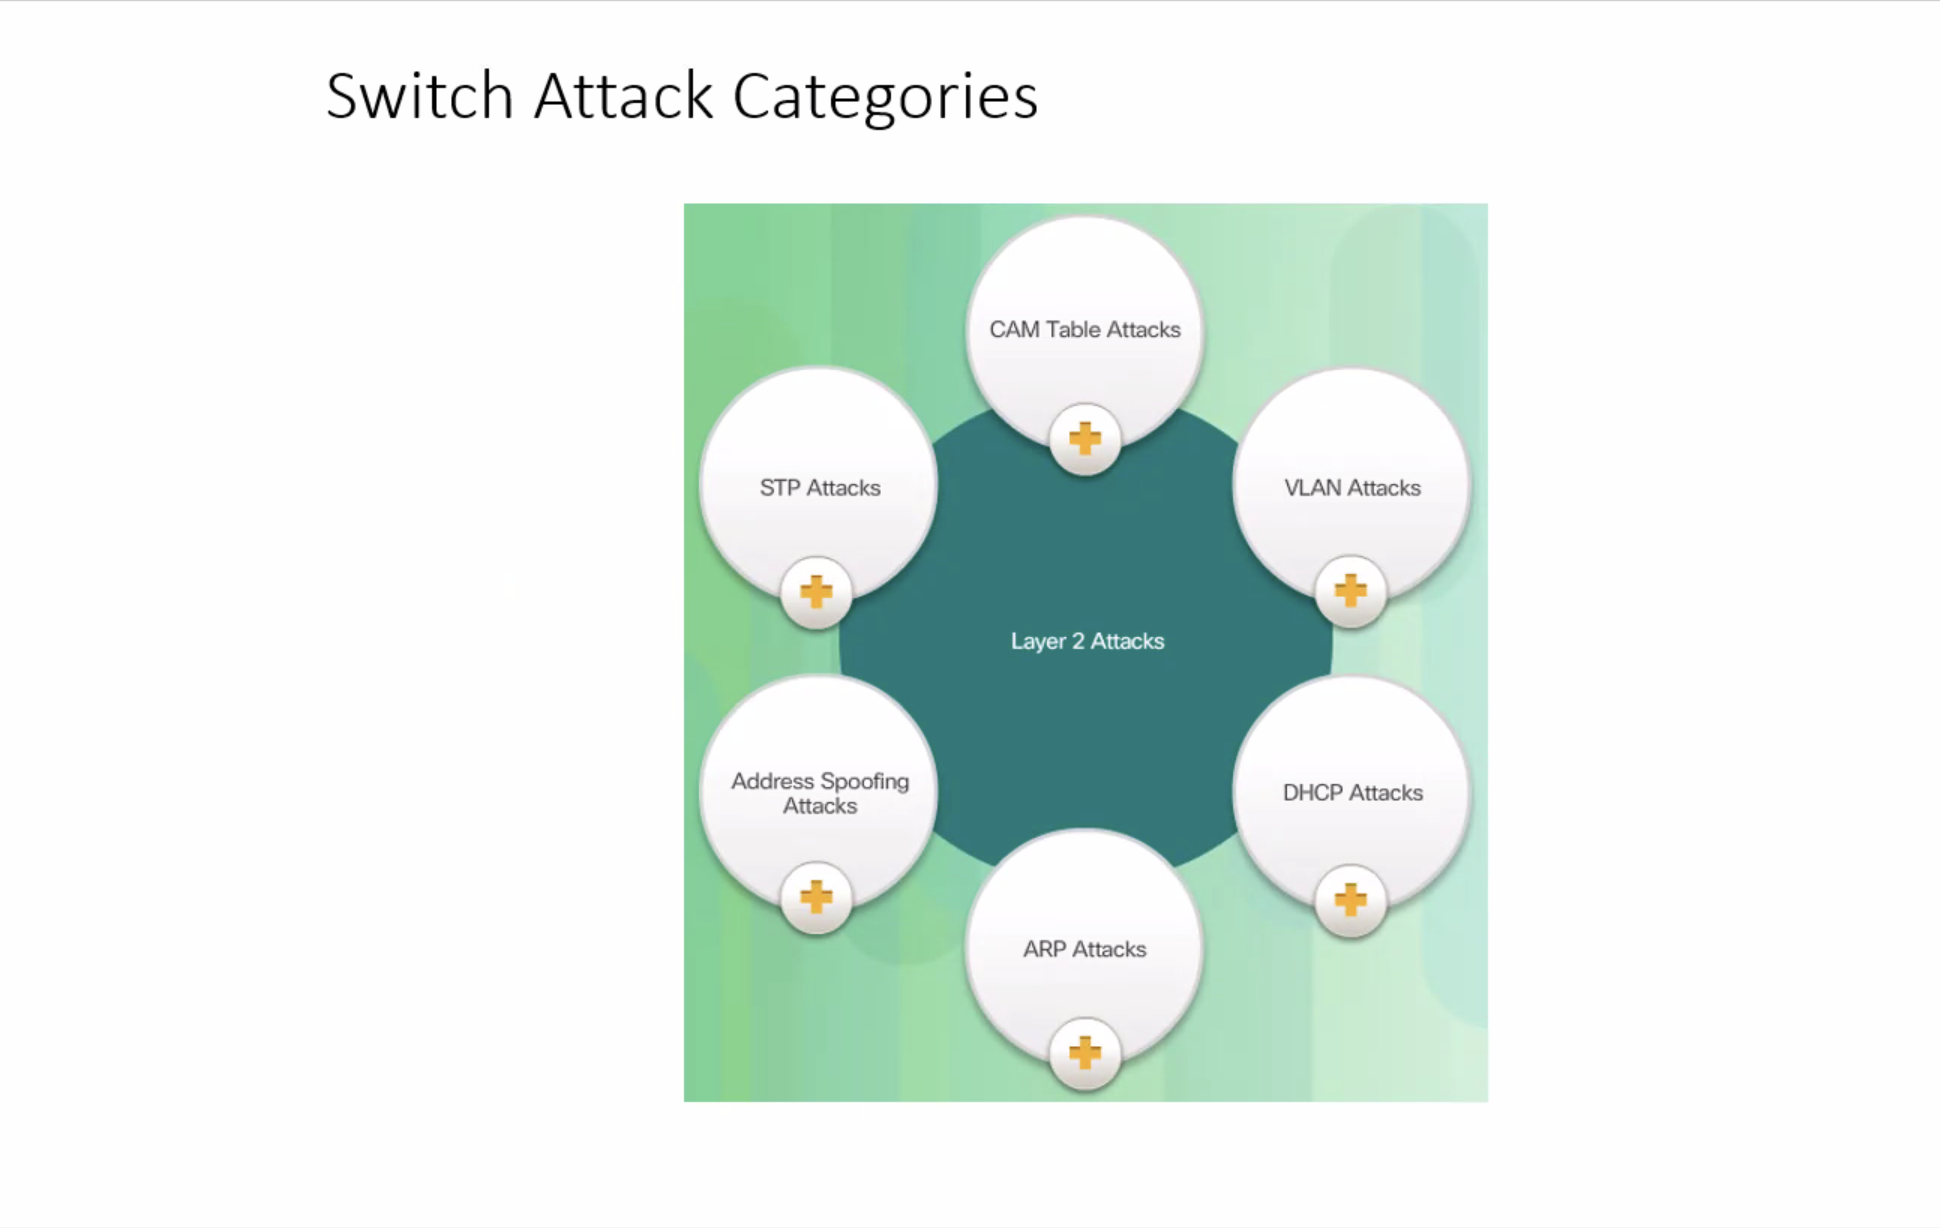 Switch Attack Categories
CAM Table Attacks
STP Attacks
VLAN Attacks
Layer 2 Attacks
Address Spoofing
Attacks
DHCP Attacks
ARP Attacks